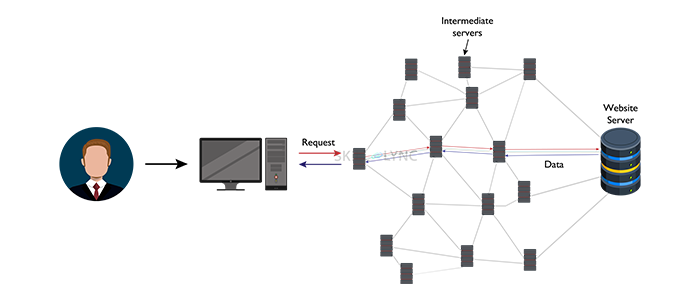 Intermediate
servers
Website
Server
Request
Data